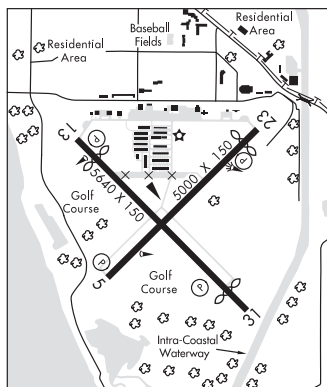 Residential
Area
Baseball
Fields
Residential
Area
13
23
P
P
5640 X 150
5000 X 150
Golf
Course
5
P
Golf
Course
P
31
Intra-Coastal
Waterway